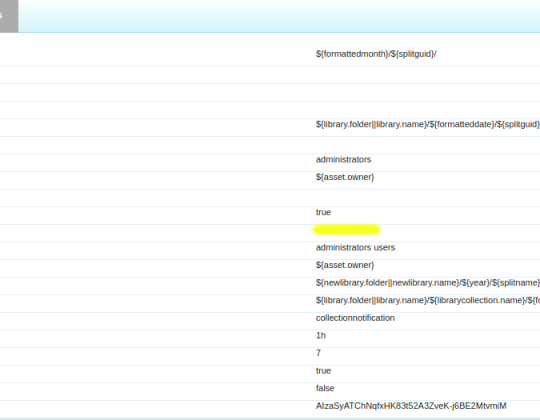 ${formattedmonth}/${splitguid}/
${library.folder||library.name}/${formatteddate}/${splitguid}
administrators
${asset.owner}
true
administrators users
${asset.owner}
${newlibrary.folder||newlibrary.name}/${year}/${splitname}
${library.folder||library.name}/${librarycollection.name}/${fo
collectionnotification
1h
7
true
false
AIzaSyATChNqfxHK83t52A3ZveK-j6BE2MtvmiM